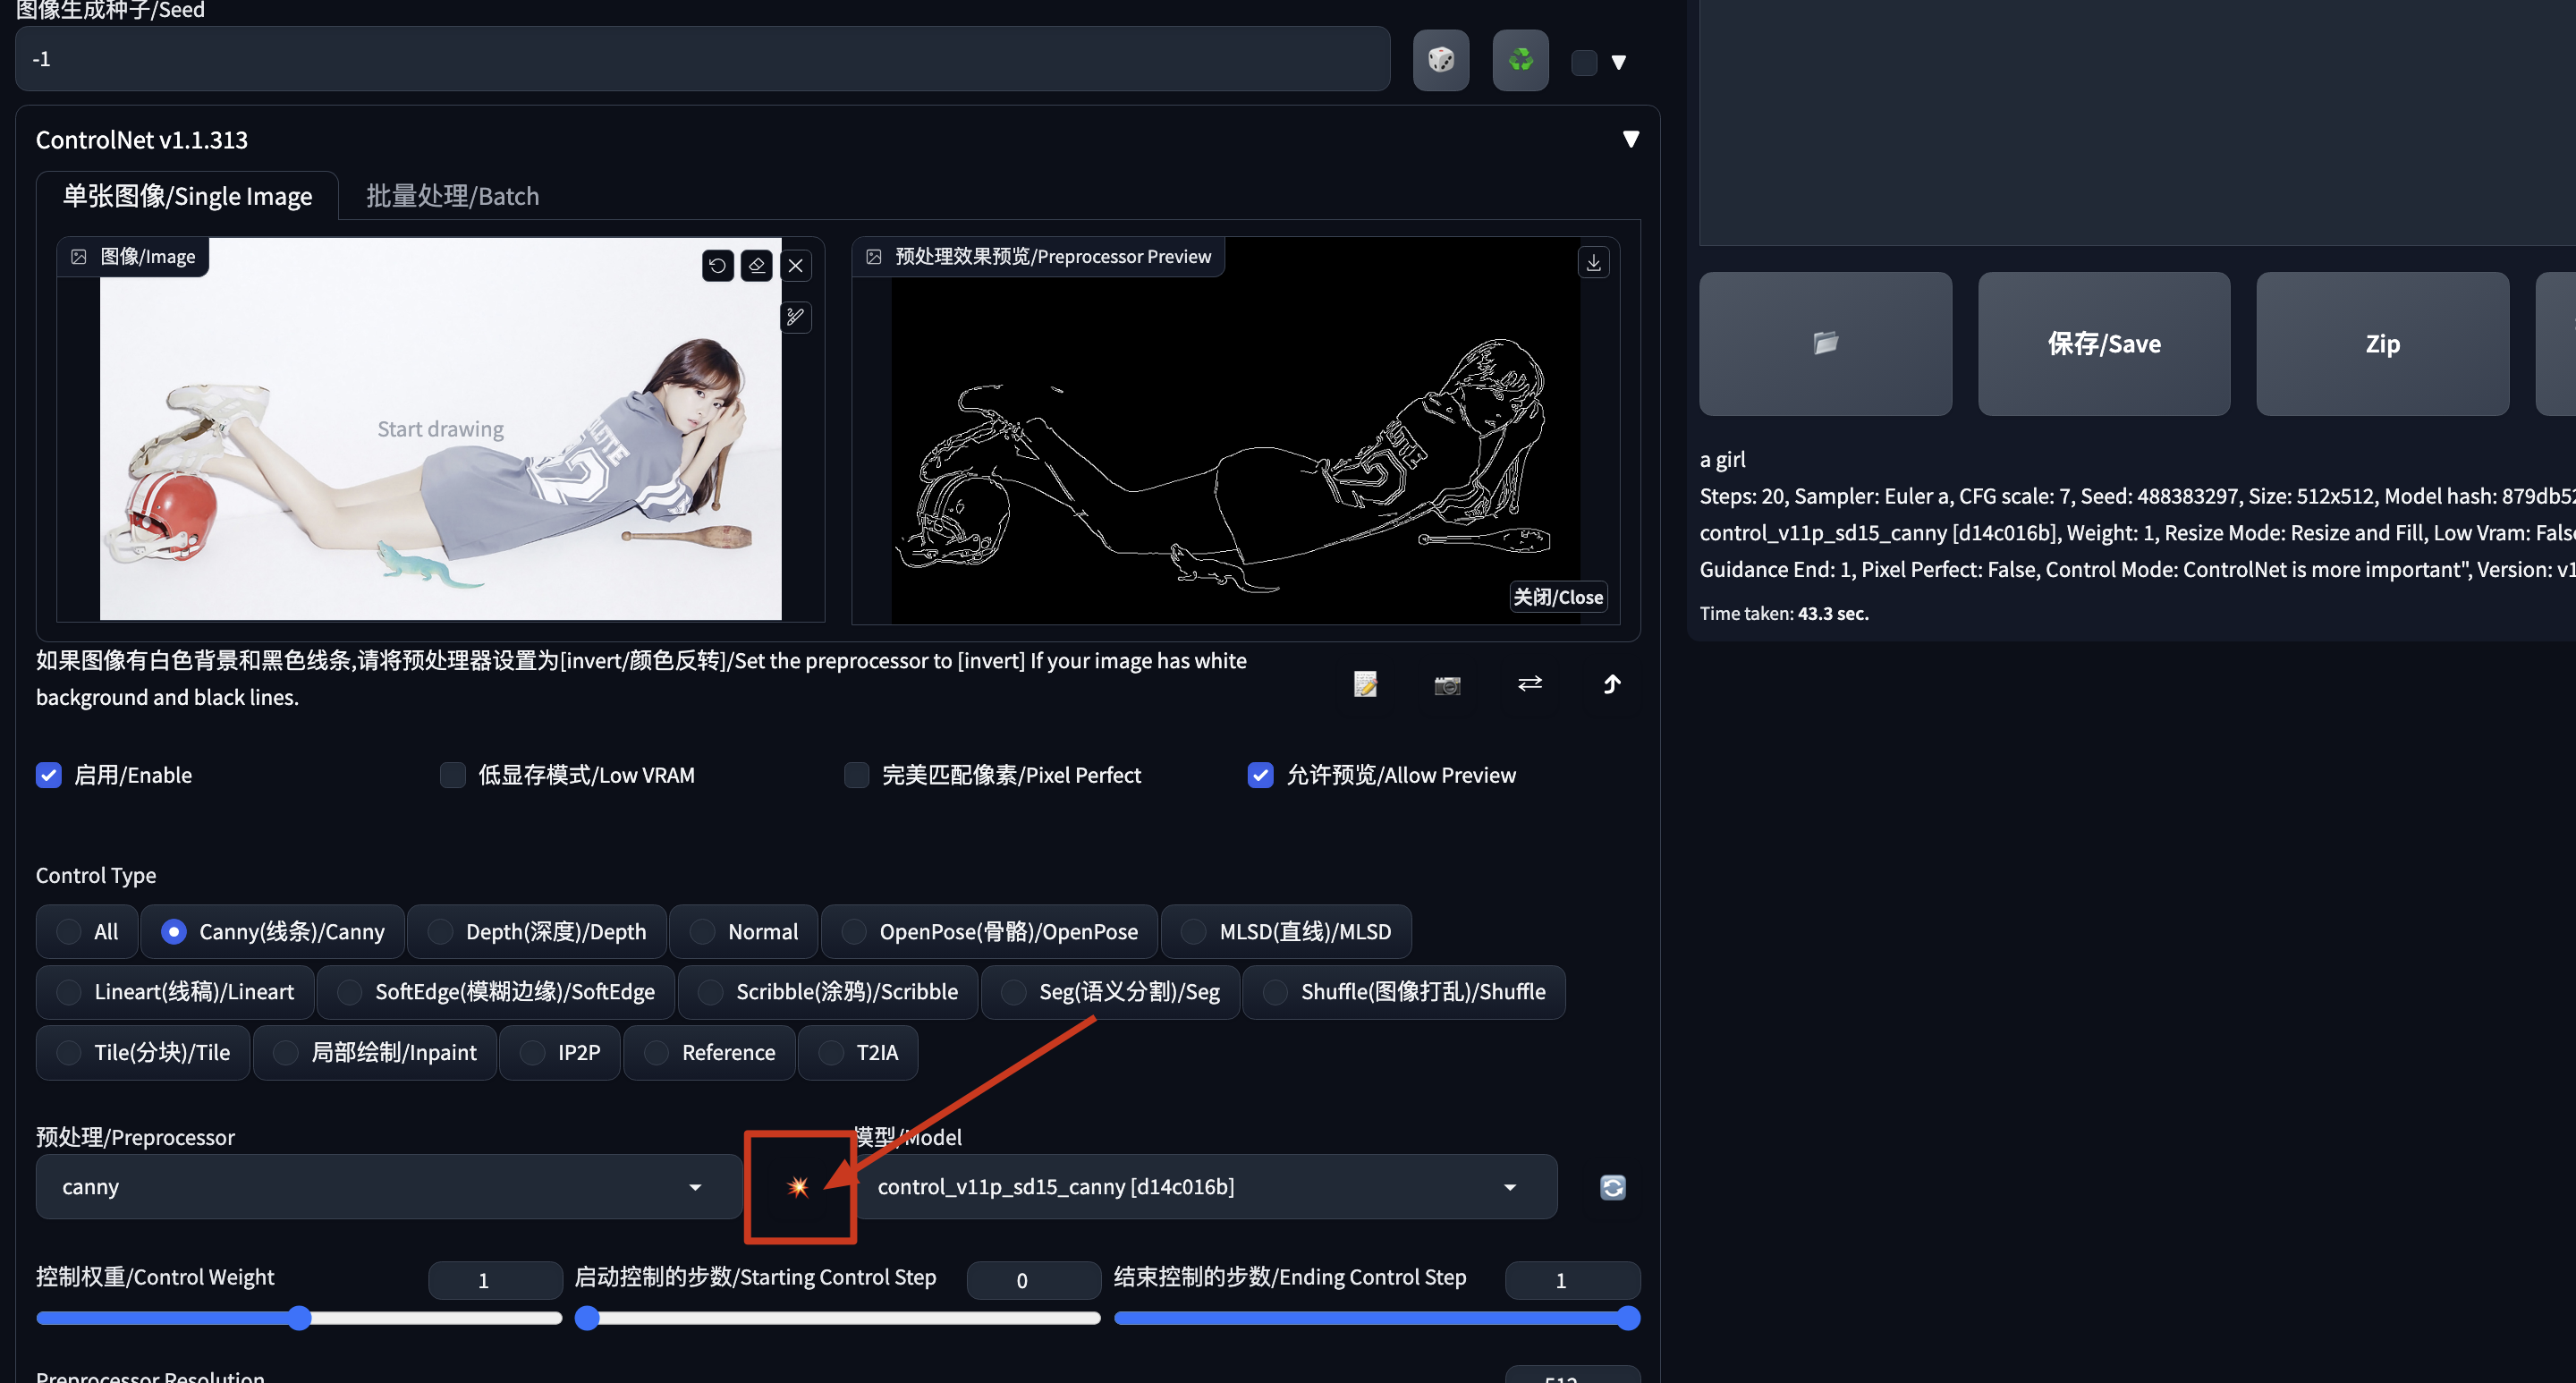 图像生成种子/Seed
-1
ControlNet v1.1.313
单张图像/Single Image
批量处理/Batch
图像/Image
Start drawing
2
预处理效果预览/Preprocessor Preview
关闭/Close
如果图像有白色背景和黑色线条,请将预处理器设置为[invert/颜色反转]/Set the preprocessor to [invert] If your image has white
background and black lines.
启用/Enable
低显存模式/Low VRAM
完美匹配像素/Pixel Perfect
允许预览/Allow Preview
Control Type
All
Canny(线条)/Canny
Depth(深度)/Depth
Normal
OpenPose(骨骼)/OpenPose
MLSD(直线)/MLSD
Lineart(线稿)/Lineart
SoftEdge(模糊边缘)/SoftEdge
Scribble(涂鸦)/Scribble
Seg(语义分割)/Seg
Shuffle(图像打乱)/Shuffle
Tile(分块)/Tile
局部绘制/Inpaint
IP2P
Reference
T2IA
预处理/Preprocessor
模型/Model
canny
control_v11p_sd15_canny [d14c016b]
控制权重/Control Weight
1
启动控制的步数/Starting Control Step
0
结束控制的步数/Ending Control Step
1
Preprocessor Resolution
512
保存/Save
Zip
a girl
Steps: 20, Sampler: Euler a, CFG scale: 7, Seed: 488383297, Size: 512x512, Model hash: 879db52
control_v11p_sd15_canny [d14c016b], Weight: 1, Resize Mode: Resize and Fill, Low Vram: False
Guidance End: 1, Pixel Perfect: False, Control Mode: ControlNet is more important", Version: v1
Time taken: 43.3 sec.